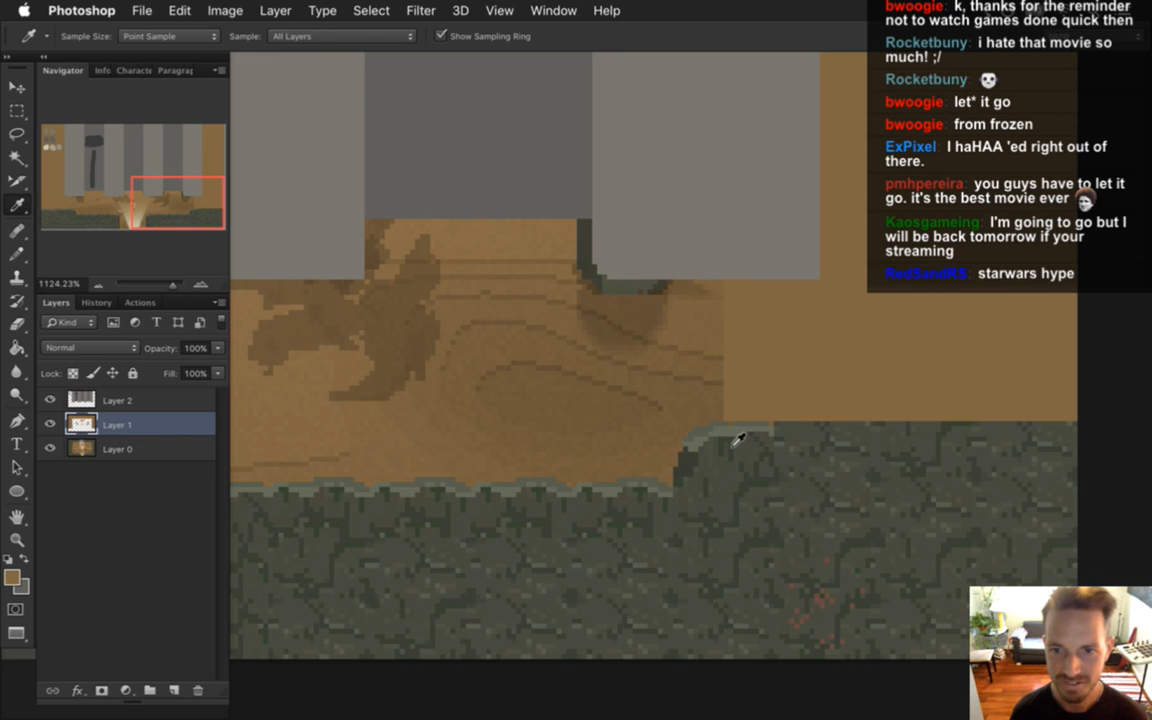 Photoshop File Edit Image Layer Type Select Filter 3D View Window Help
Sample Size: Point Sample Sample: All Layers Show Sampling Ring
Navigator Info Characte Paragraj
1124.23%
Layers History Actions
Kind
Normal Opacity: 100%
Lock: Fill: 100%
Layer 2
Layer 1
Layer 0
bwoogie: k, thanks for the reminder
not to watch games done quick then
Rocketbuny: i hate that movie so
much! ;/
Rocketbuny:
bwoogie: let* it go
bwoogie: from frozen
ExPixel: I haHAA 'ed right out of
there.
pmhpereira: you guys have to let it
go. it's the best movie ever
Kaosgameing: I'm going to go but I
will be back tomorrow if your
streaming
RedSandRS: starwars hype